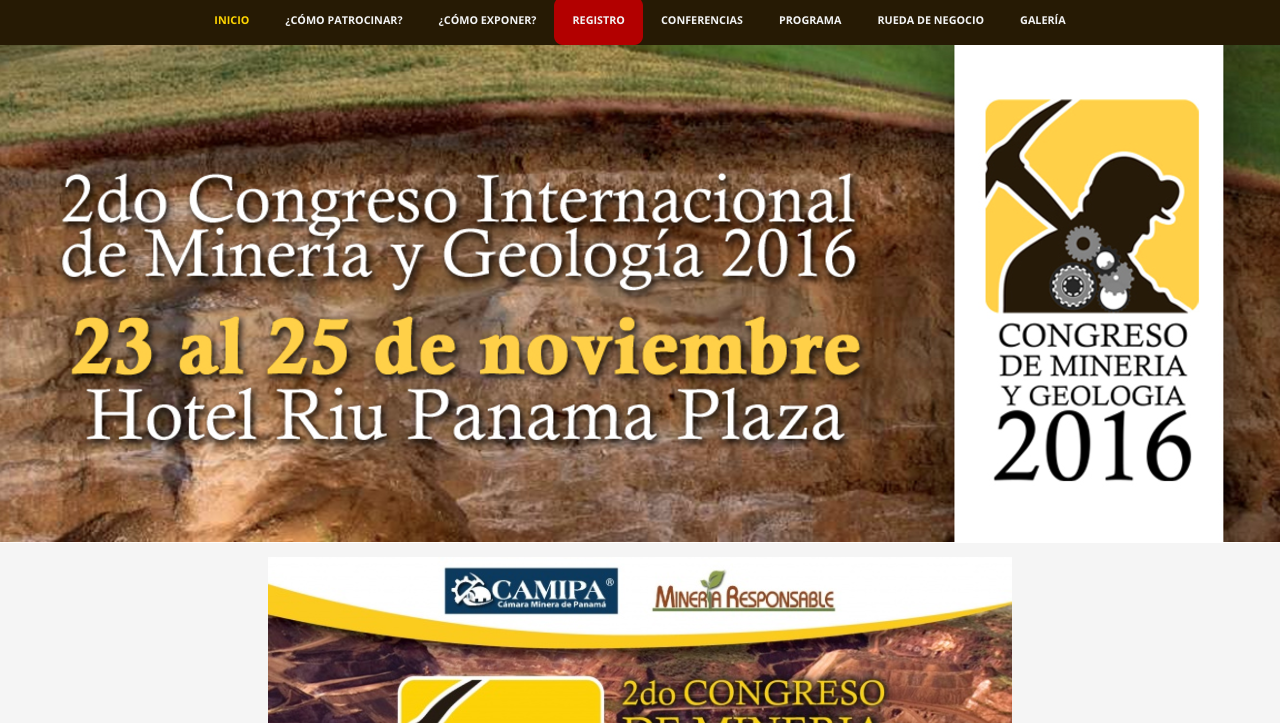 INICIO
¿CÓMO PATROCINAR?
¿CÓMO EXPONER?
REGISTRO
CONFERENCIAS
PROGRAMA
RUEDA DE NEGOCIO
GALERÍA
2do Congreso Internacional
de Minería y Geología 2016
23 al 25 de noviembre
Hotel Riu Panama Plaza
CONGRESO
DE MINERIA
Y GEOLOGIA
2016
CAMIPA®
Cámara Minera de Panamá
MINERÍA RESPONSABLE
2do CONGRESO
DE MINERIA